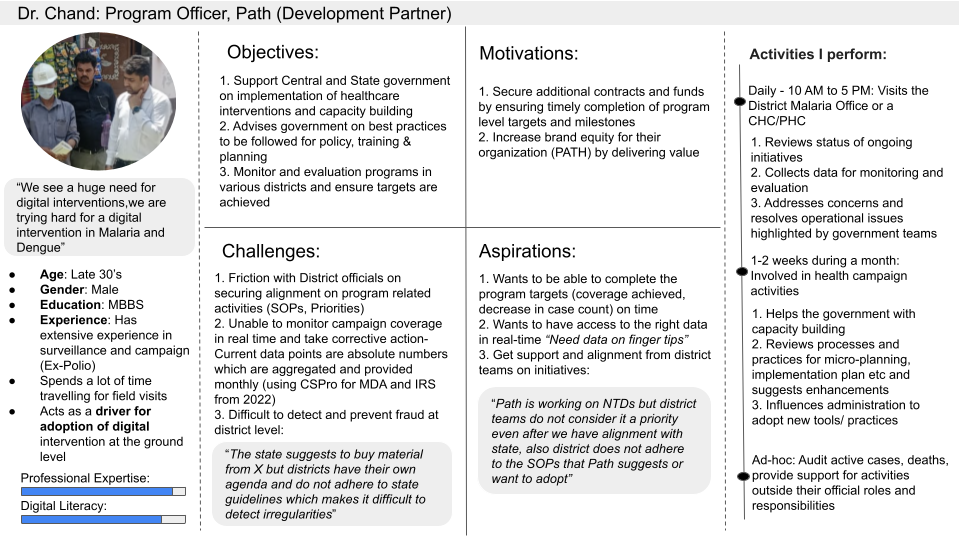 Dr. Chand: Program Officer, Path (Development Partner)
“We see a huge need for
digital interventions,we are
trying hard for a digital
intervention in Malaria and
Dengue”
● Age: Late 30’s
● Gender: Male
● Education: MBBS
● Experience: Has
extensive experience in
surveillance and campaign
(Ex-Polio)
● Spends a lot of time
travelling for field visits
● Acts as a driver for
adoption of digital
intervention at the ground
level
Professional Expertise:
Digital Literacy:
Objectives:
1. Support Central and State government
on implementation of healthcare
interventions and capacity building
2. Advises government on best practices
to be followed for policy, training &
planning
3. Monitor and evaluation programs in
various districts and ensure targets are
achieved
Motivations:
1. Secure additional contracts and funds
by ensuring timely completion of program
level targets and milestones
2. Increase brand equity for their
organization (PATH) by delivering value
Challenges:
1. Friction with District officials on
securing alignment on program related
activities (SOPs, Priorities)
2. Unable to monitor campaign coverage
in real time and take corrective action-
Current data points are absolute numbers
which are aggregated and provided
monthly (using CSPro for MDA and IRS
from 2022)
3. Difficult to detect and prevent fraud at
district level:
“The state suggests to buy material
from X but districts have their own
agenda and do not adhere to state
guidelines which makes it difficult to
detect irregularities”
Aspirations:
1. Wants to be able to complete the
program targets (coverage achieved,
decrease in case count) on time
2. Wants to have access to the right data
in real-time “Need data on finger tips”
3. Get support and alignment from district
teams on initiatives:
“Path is working on NTDs but district
teams do not consider it a priority
even after we have alignment with
state, also district does not adhere
to the SOPs that Path suggests or
want to adopt”
Activities I perform:
Daily - 10 AM to 5 PM: Visits the
District Malaria Office or a
CHC/PHC
1. Reviews status of ongoing
initiatives
2. Collects data for monitoring and
evaluation
3. Addresses concerns and
resolves operational issues
highlighted by government teams
1-2 weeks during a month:
Involved in health campaign
activities
1. Helps the government with
capacity building
2. Reviews processes and
practices for micro-planning,
implementation plan etc and
suggests enhancements
3. Influences administration to
adopt new tools/ practices
Ad-hoc: Audit active cases, deaths,
provide support for activities
outside their official roles and
responsibilities